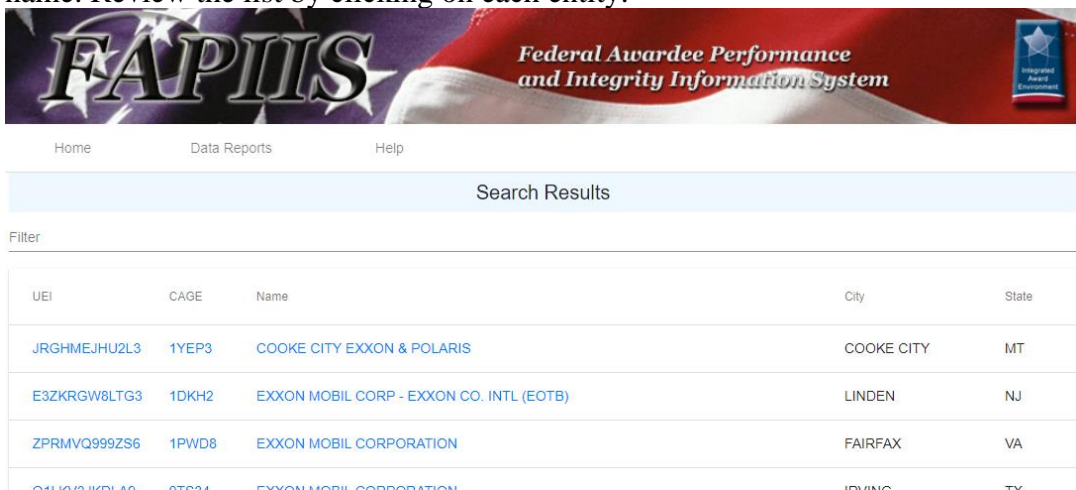 name. Review the list by clicking on each entity.
FAPIIS
Federal Awardee Performance
and Integrity Information System
Integrated
Award
Environment
Home Data Reports Help
Search Results
Filter
UEI CAGE Name City State
JRGHMEJHU2L3 1YEP3 COOKE CITY EXXON & POLARIS COOKE CITY MT
E3ZKRGW8LTG3 1DKH2 EXXON MOBIL CORP - EXXON CO. INTL (EOTB) LINDEN NJ
ZPRMVQ999ZS6 1PWD8 EXXON MOBIL CORPORATION FAIRFAX VA
EXXON MOBIL CORPORATION IRVING TX